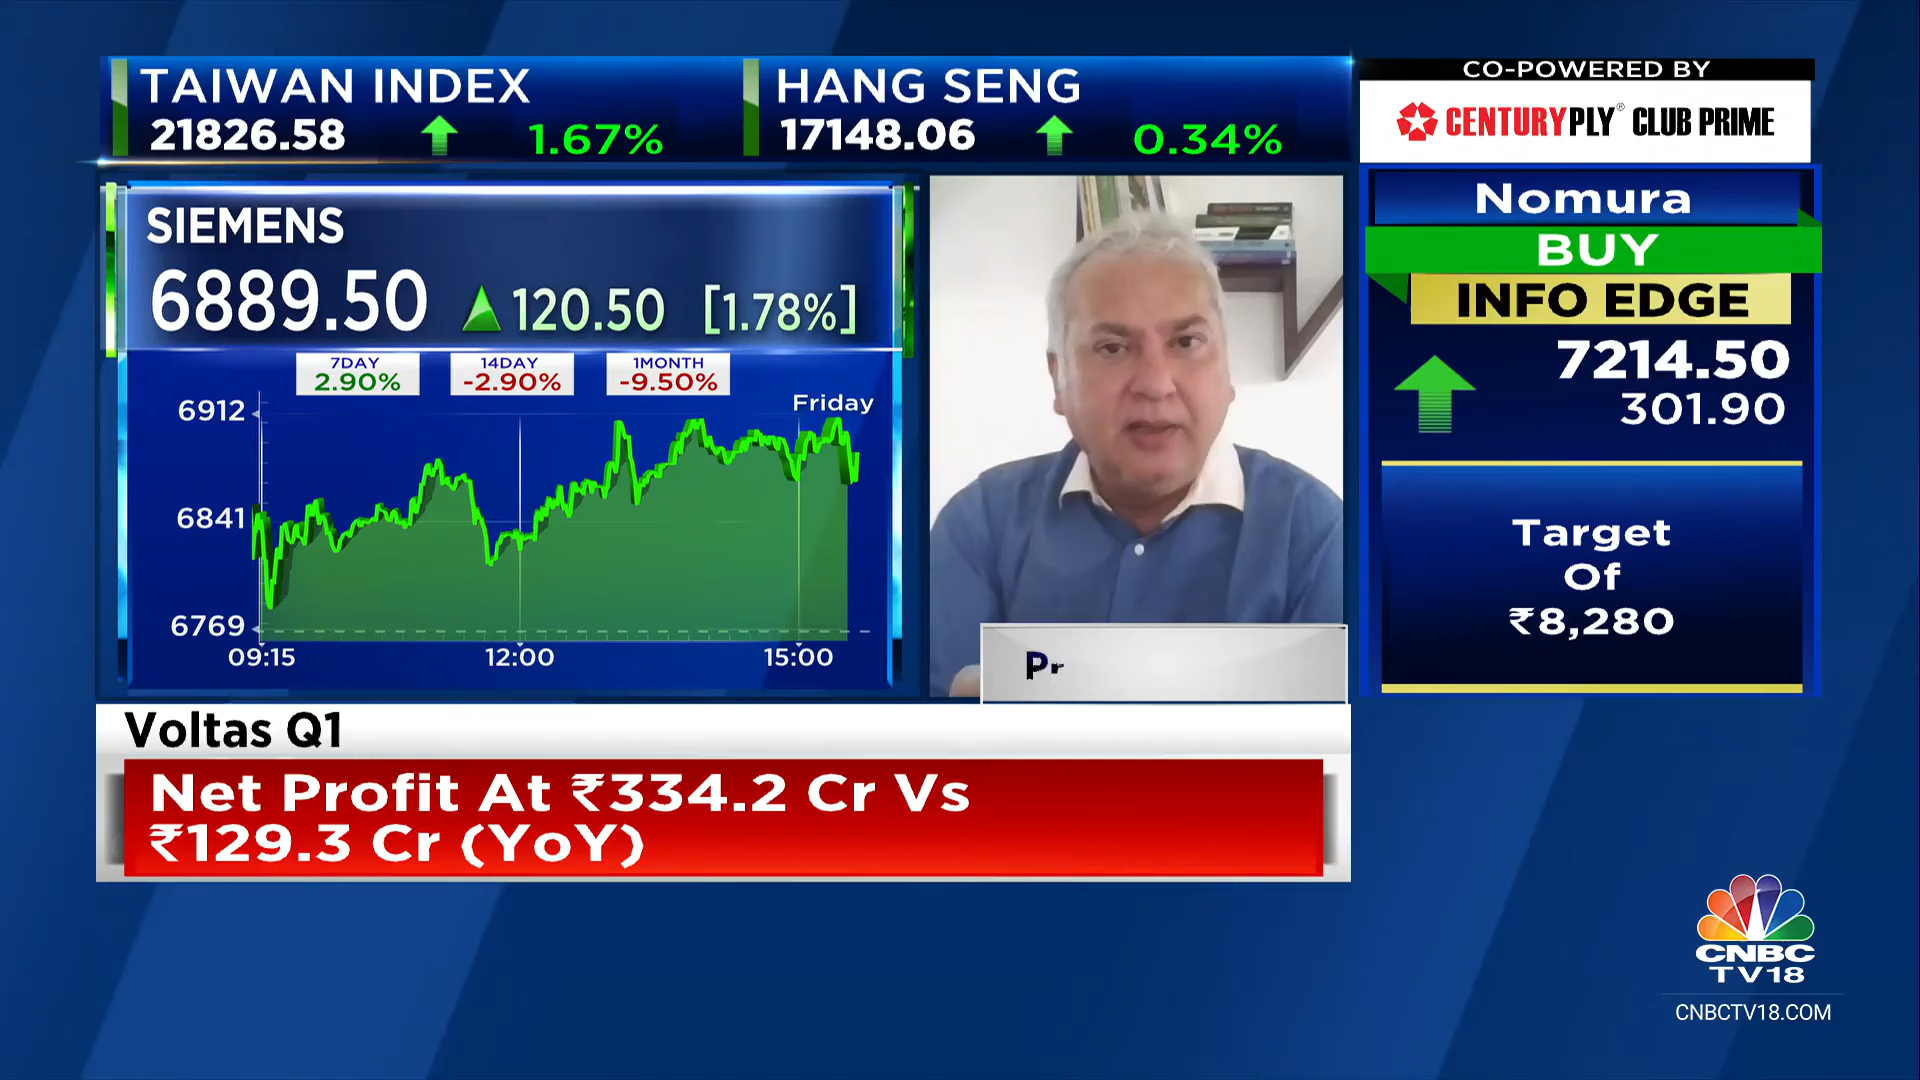 TAIWAN INDEX
21826.58 1.67%
HANG SENG
17148.06 0.34%
CO-POWERED BY
CENTURYPLY® CLUB PRIME
SIEMENS
6889.50 120.50 [1.78%]
7DAY
2.90%
14DAY
-2.90%
1MONTH
-9.50%
Friday
6912
6841
6769
09:15 12:00 15:00
Pr
Nomura
BUY
INFO EDGE
7214.50
301.90
Target
Of
₹8,280
Voltas Q1
Net Profit At ₹334.2 Cr Vs
₹129.3 Cr (YoY)
CNBC
TV18
CNBCTV18.COM